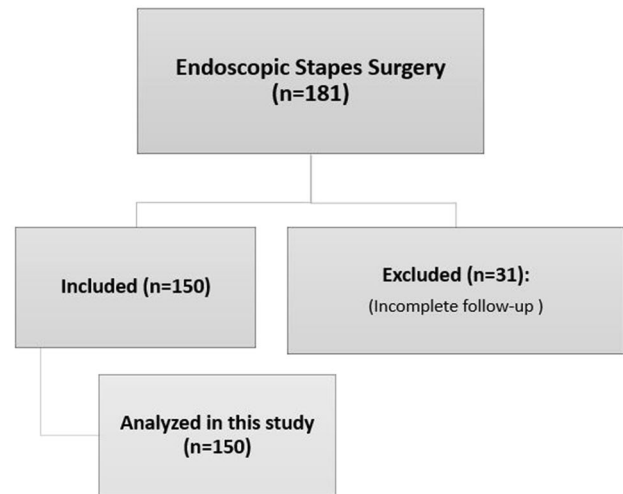 Endoscopic Stapes Surgery
(n=181)
Included (n=150)
Excluded (n=31):
(Incomplete follow-up )
Analyzed in this study
(n=150)